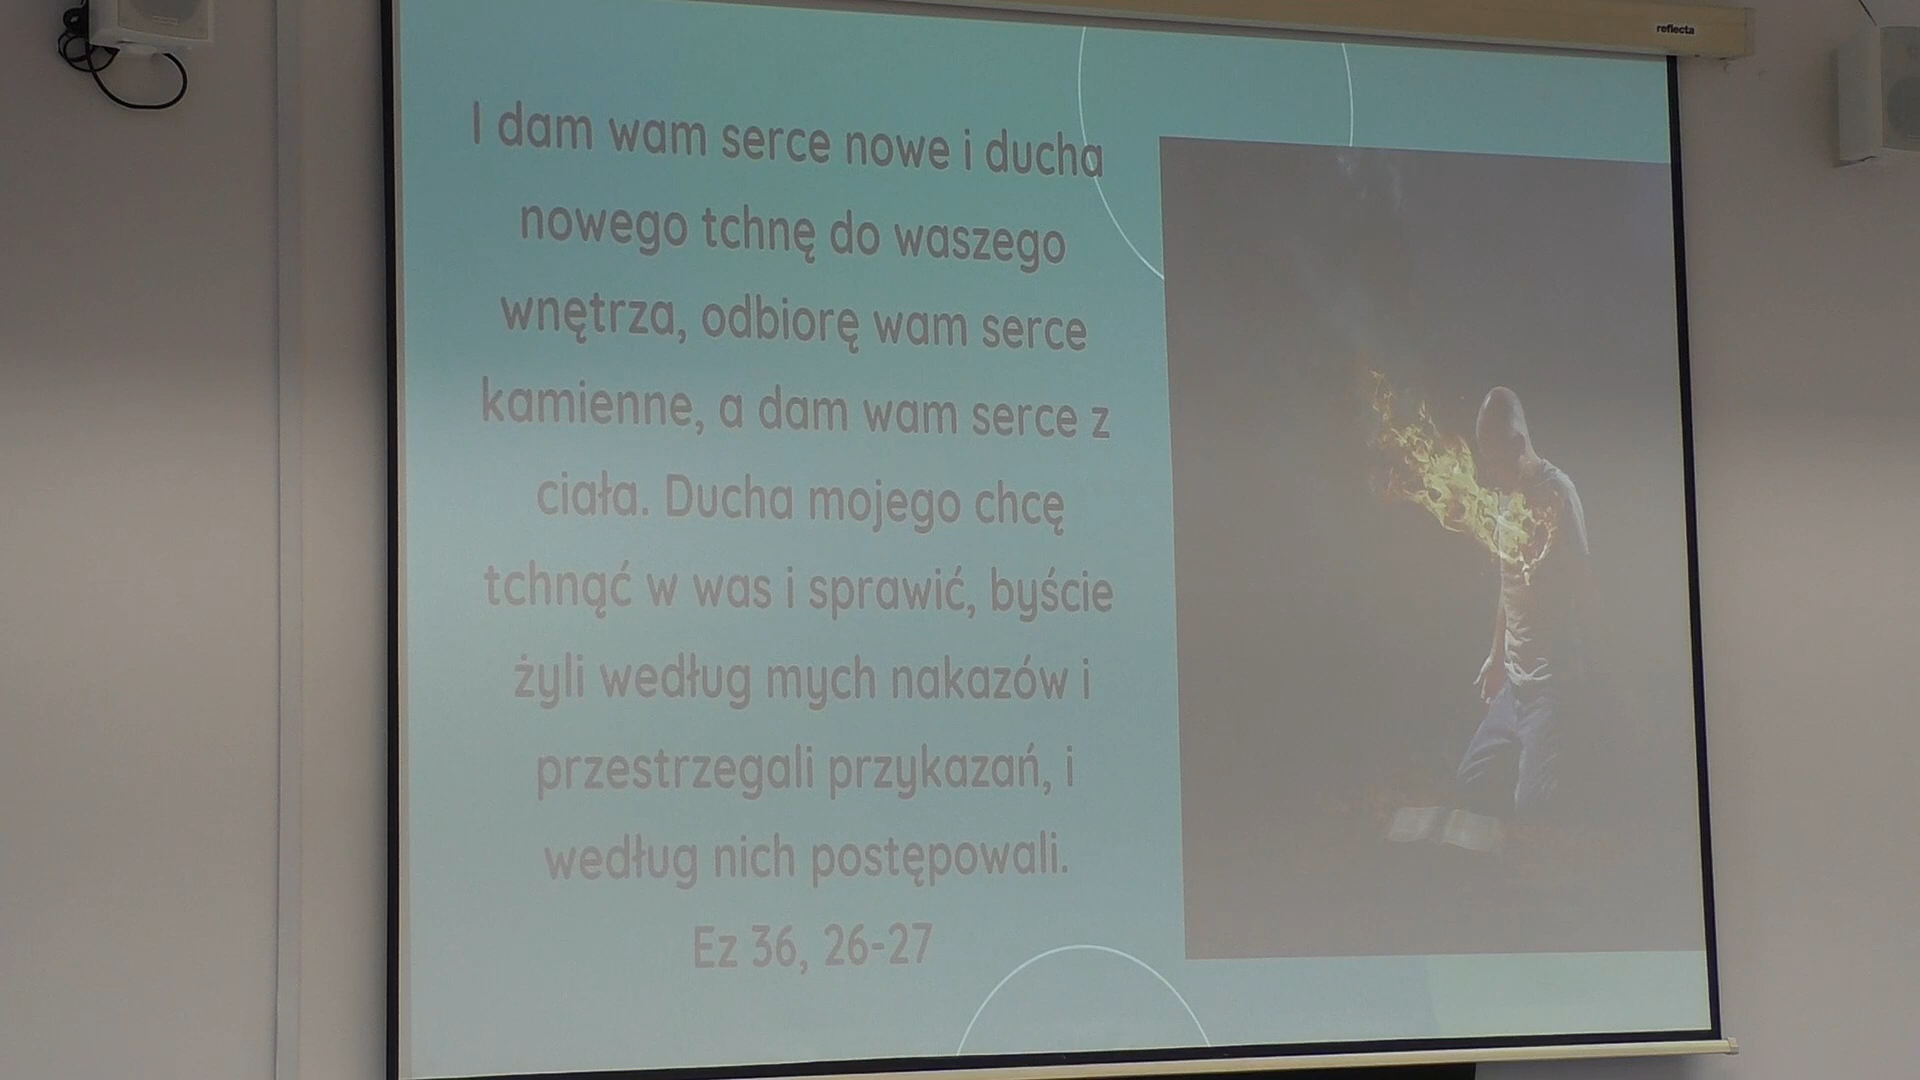 reflecta
I dam wam serce nowe i ducha
nowego tchnę do waszego
wnętrza, odbiorę wam serce
kamienne, a dam wam serce z
ciała. Ducha mojego chcę
tchnąć w was i sprawić, byście
żyli według mych nakazów i
przestrzegali przykazań, i
według nich postępowali.
Ez 36, 26-27